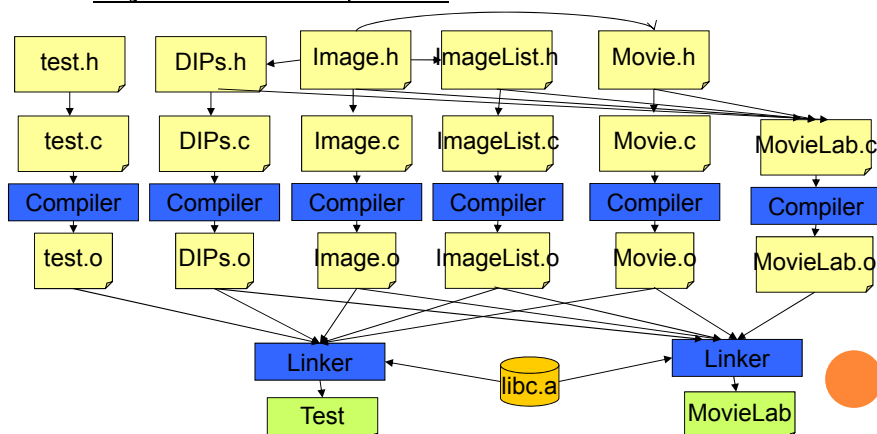 test.h
DIPs.h
Image.h
ImageList.h
Movie.h
test.c
DIPs.c
Image.c
ImageList.c
Movie.c
MovieLab.c
Compiler
Compiler
Compiler
Compiler
Compiler
Compiler
test.o
DIPs.o
Image.o
ImageList.o
Movie.o
MovieLab.o
Linker
Linker
libc.a
Test
MovieLab